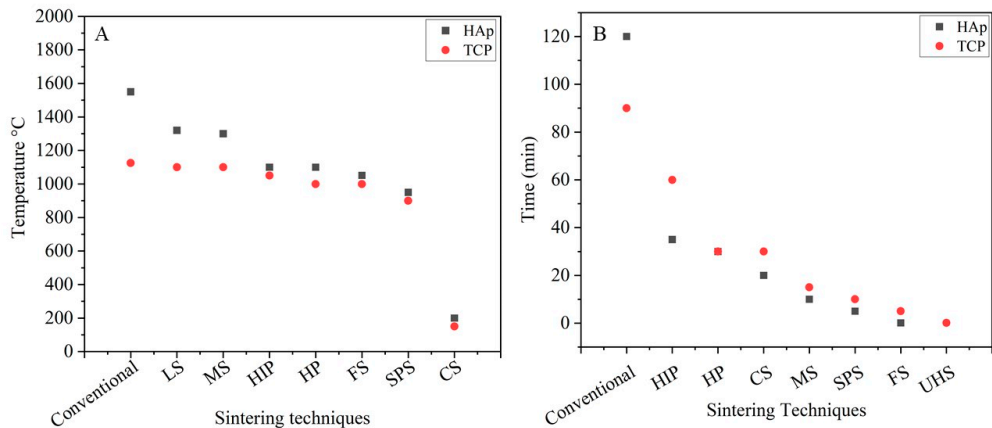 A
HAp
TCP
2000
1800
1600
1400
1200
1000
800
600
400
200
0
Temperature °C
Conventional
LS
MS
HIP
HP
FS
SPS
CS
Sintering techniques
B
HAp
TCP
120
100
80
60
40
20
0
Time (min)
Conventional
HIP
HP
CS
MS
SPS
FS
UHS
Sintering Techniques